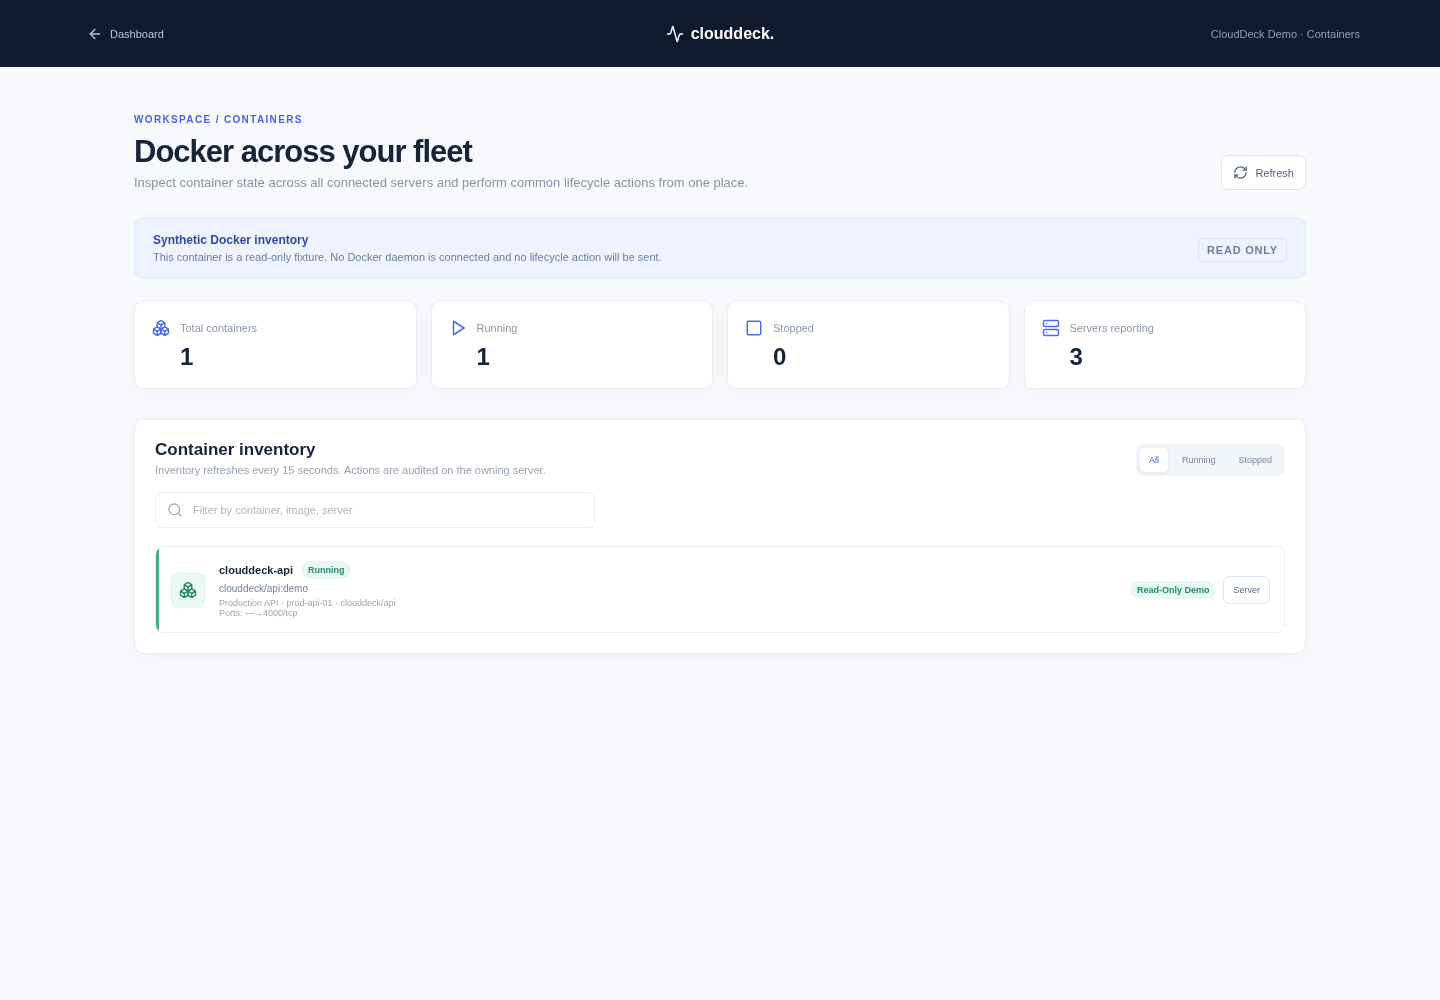 Dashboard
clouddeck.
CloudDeck Demo · Containers
WORKSPACE / CONTAINERS
Docker across your fleet
Inspect container state across all connected servers and perform common lifecycle actions from one place.
Refresh
Synthetic Docker inventory
This container is a read-only fixture. No Docker daemon is connected and no lifecycle action will be sent.
READ ONLY
Total containers
1
Running
1
Stopped
0
Servers reporting
3
Container inventory
Inventory refreshes every 15 seconds. Actions are audited on the owning server.
All
Running
Stopped
Filter by container, image, server
clouddeck-api
Running
clouddeck/api:demo
Production API · prod-api-01 · clouddeck/api
Ports: —→4000/tcp
Read-Only Demo
Server